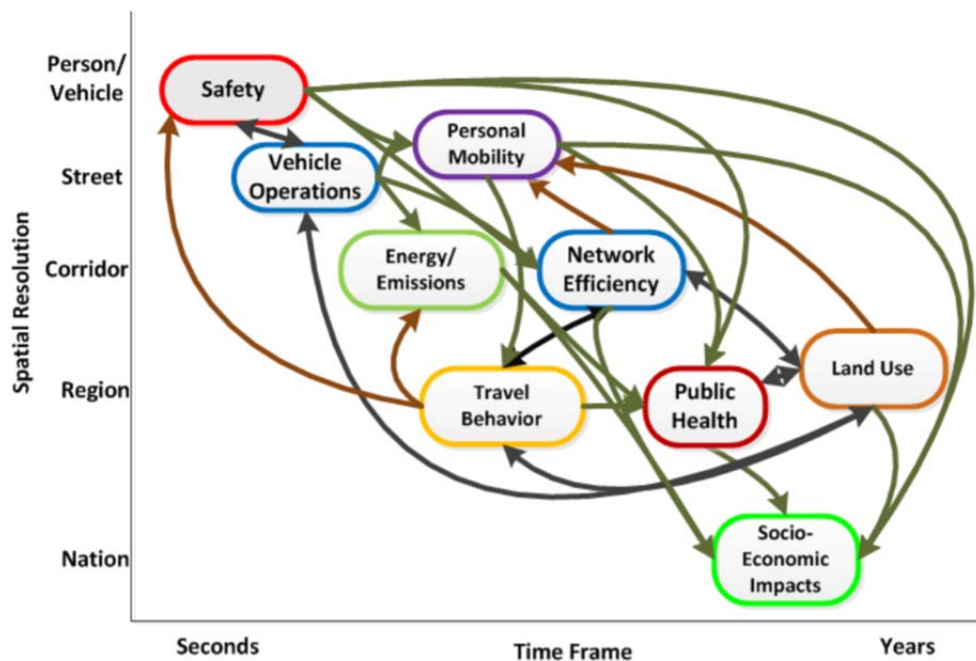 Person/
Vehicle
Safety
Personal
Mobility
Street
Vehicle
Operations
Spatial Resolution
Corridor
Energy/
Emissions
Network
Efficiency
Region
Travel
Behavior
Public
Health
Land Use
Nation
Socio-
Economic
Impacts
Seconds
Time Frame
Years